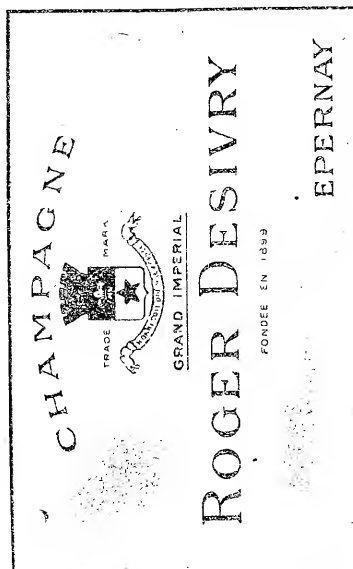 CHAMPAGNE
TRADE MARK
GRAND IMPERIAL
ROGER DESIVRY
FONDEE EN 1899
EPERNAY